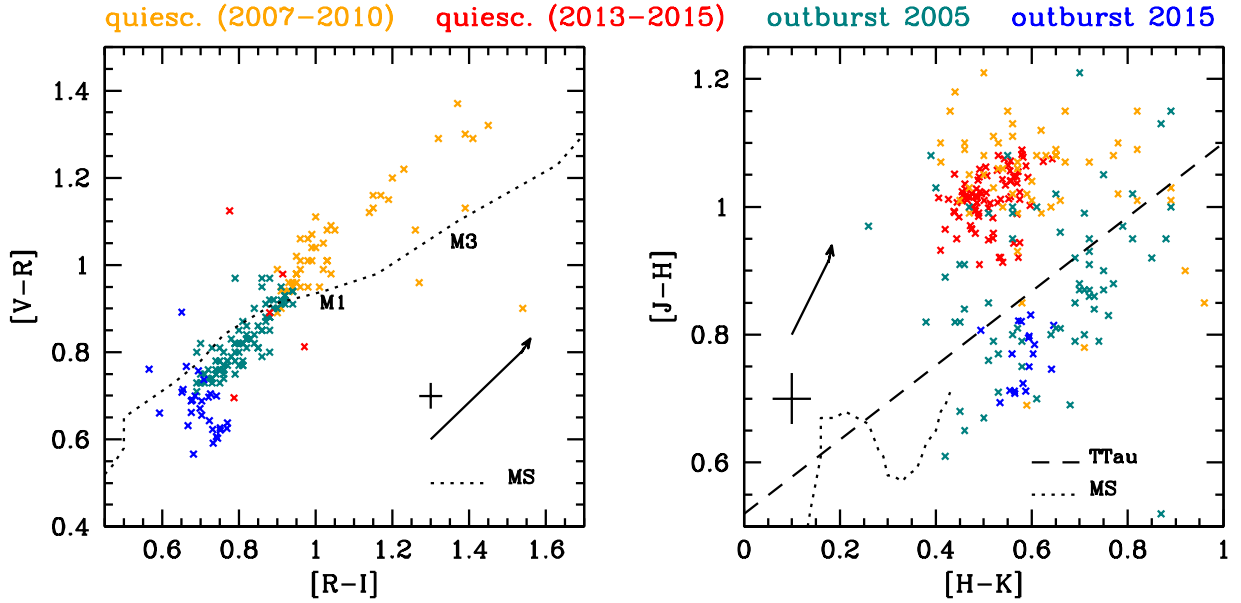 quiesc. (2007-2010) quiesc. (2013-2015) outburst 2005 outburst 2015
1.4
1.2
1
0.8
0.6
0.4
[V-R]
M3
M1
MS
0.6 0.8 1 1.2 1.4 1.6
[R-I]
1.2
1
0.8
0.6
[J-H]
TTau
MS
0 0.2 0.4 0.6 0.8 1
[H-K]